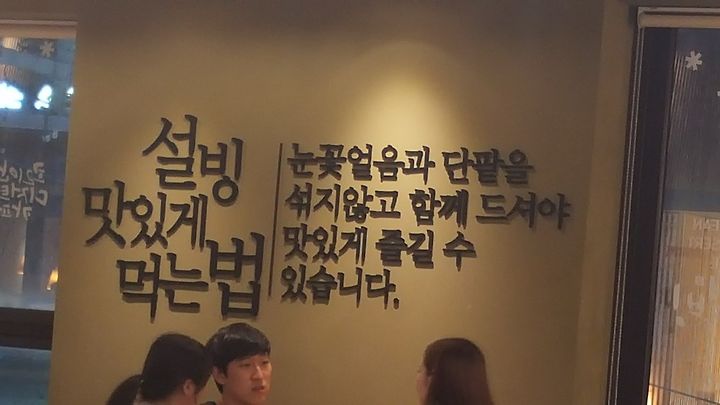 설빙
맛있게
먹는법
눈꽃얼음과 단팥을
섞지않고 함께 드셔야
맛있게 즐길 수
있습니다.